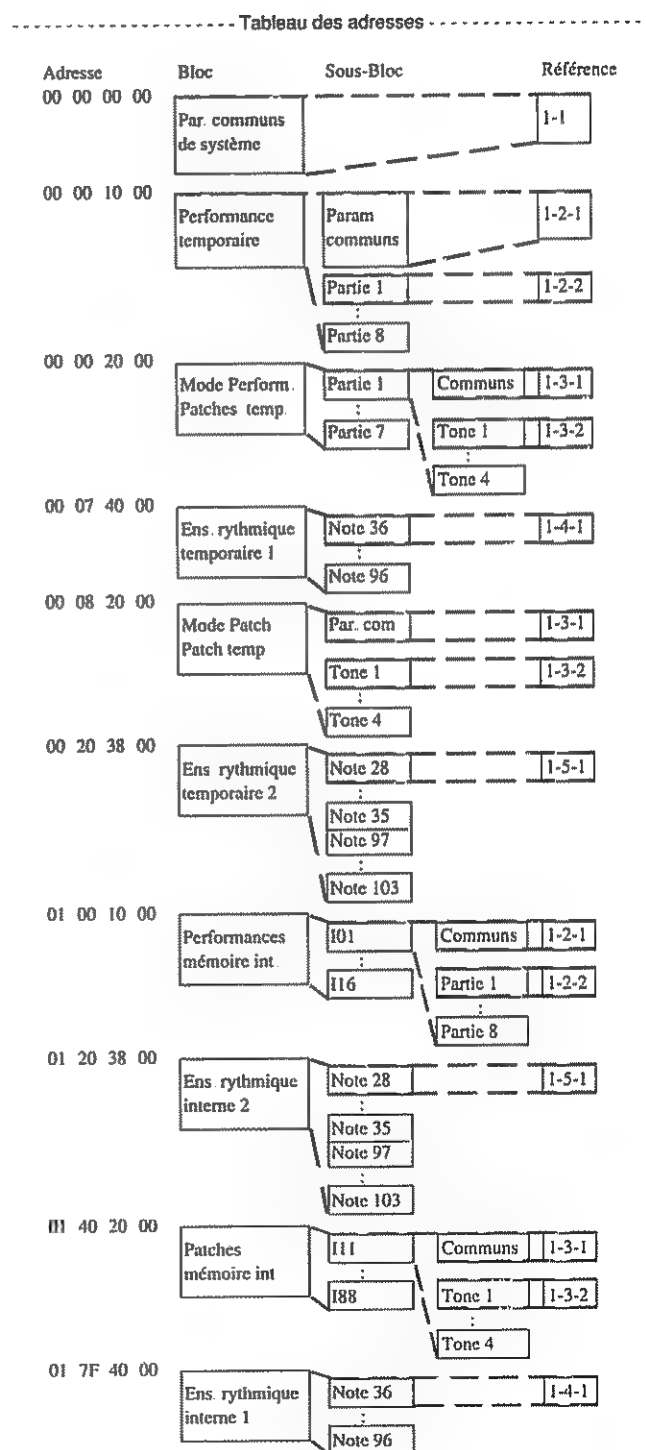 Tableau des adresses
Adresse Bloc Sous-Bloc Référence
00 00 00 00
Par. communs 1-1
de système
00 00 10 00
Performance Param 1-2-1
temporaire communs
Partie 1 1-2-2
Partie 8
00 00 20 00
Mode Perform. Partie 1 Communs 1-3-1
Patches temp. Partie 7 Tone 1 1-3-2
Tone 4
00 07 40 00
Ens. rythmique Note 36 1-4-1
temporaire 1
Note 96
00 08 20 00
Mode Patch Par. com 1-3-1
Patch temp
Tone 1 1-3-2
Tone 4
00 20 38 00
Ens rythmique Note 28 1-5-1
temporaire 2
Note 35
Note 97
Note 103
01 00 10 00
Performances I01 Communs 1-2-1
mémoire int.
I16 Partie 1 1-2-2
Partie 8
01 20 38 00
Ens. rythmique Note 28 1-5-1
interne 2
Note 35
Note 97
Note 103
40 20 00
Patches I11 Communs 1-3-1
mémoire int
I88 Tone 1 1-3-2
Tone 4
01 7F 40 00
Ens. rythmique Note 36 1-4-1
interne 1
Note 96